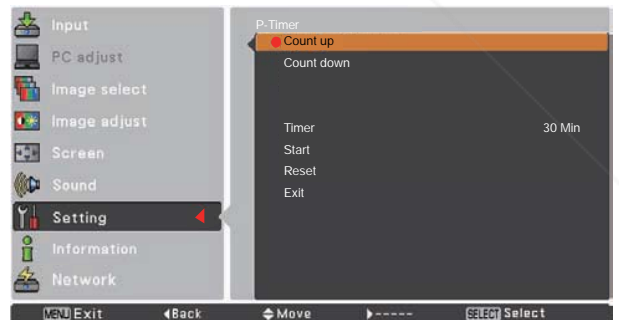 Input
PC adjust
Image select
Image adjust
Screen
Sound
Setting
Information
Network
P-Timer
Count up
Count down
Timer 30 Min
Start
Reset
Exit
MENU Exit Back Move ----- SELECT Select